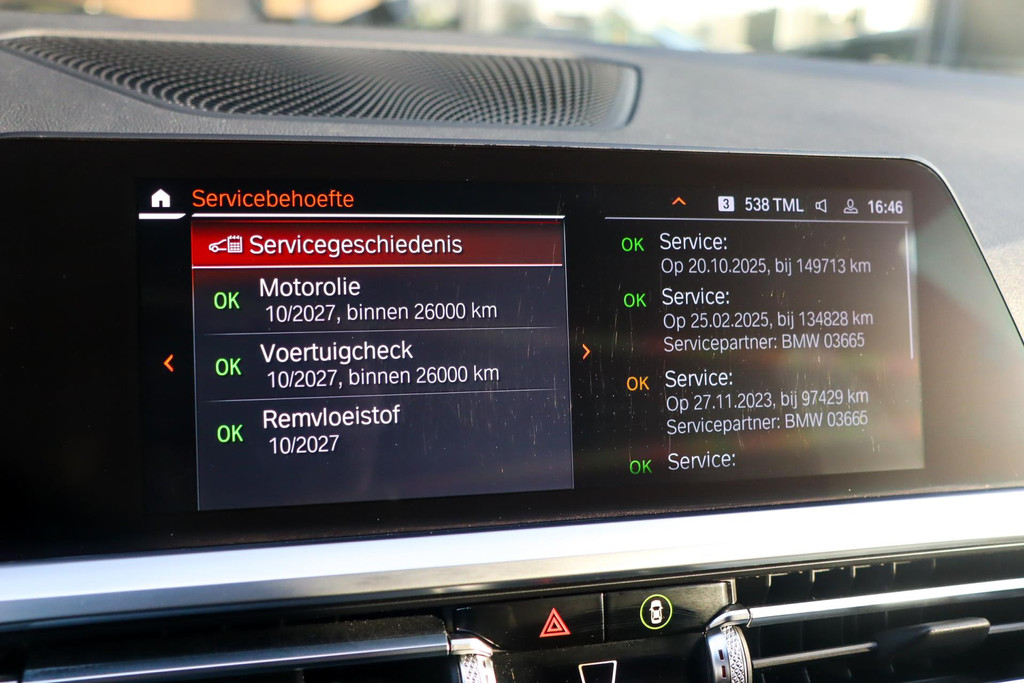 Servicebehoefte
3 538 TML 16:46
Servicegeschiedenis
OK Motorolie
10/2027, binnen 26000 km
OK Voertuigcheck
10/2027, binnen 26000 km
OK Remvloeistof
10/2027
OK Service:
Op 20.10.2025, bij 149713 km
OK Service:
Op 25.02.2025, bij 134828 km
Servicepartner: BMW 03665
OK Service:
Op 27.11.2023, bij 97429 km
Servicepartner: BMW 03665
OK Service: